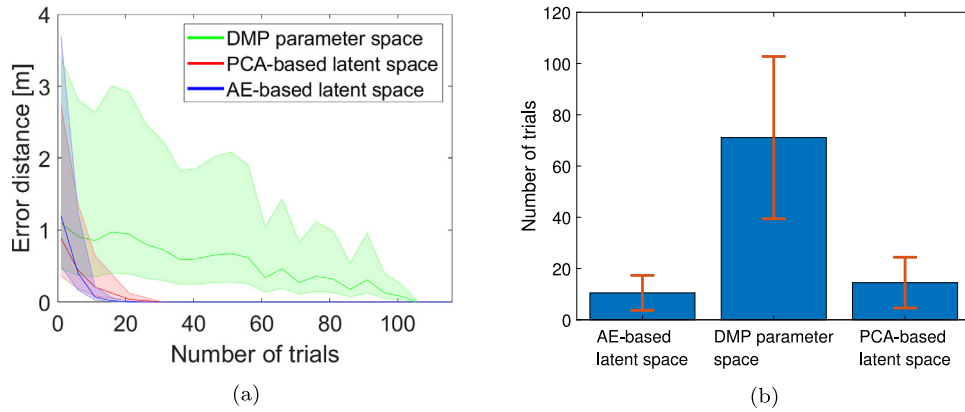 4
3
2
1
0
Error distance [m]
DMP parameter space
PCA-based latent space
AE-based latent space
0 20 40 60 80 100
Number of trials
(a)
120
100
80
60
40
20
0
Number of trials
AE-based
latent space
DMP parameter
space
PCA-based
latent space
(b)